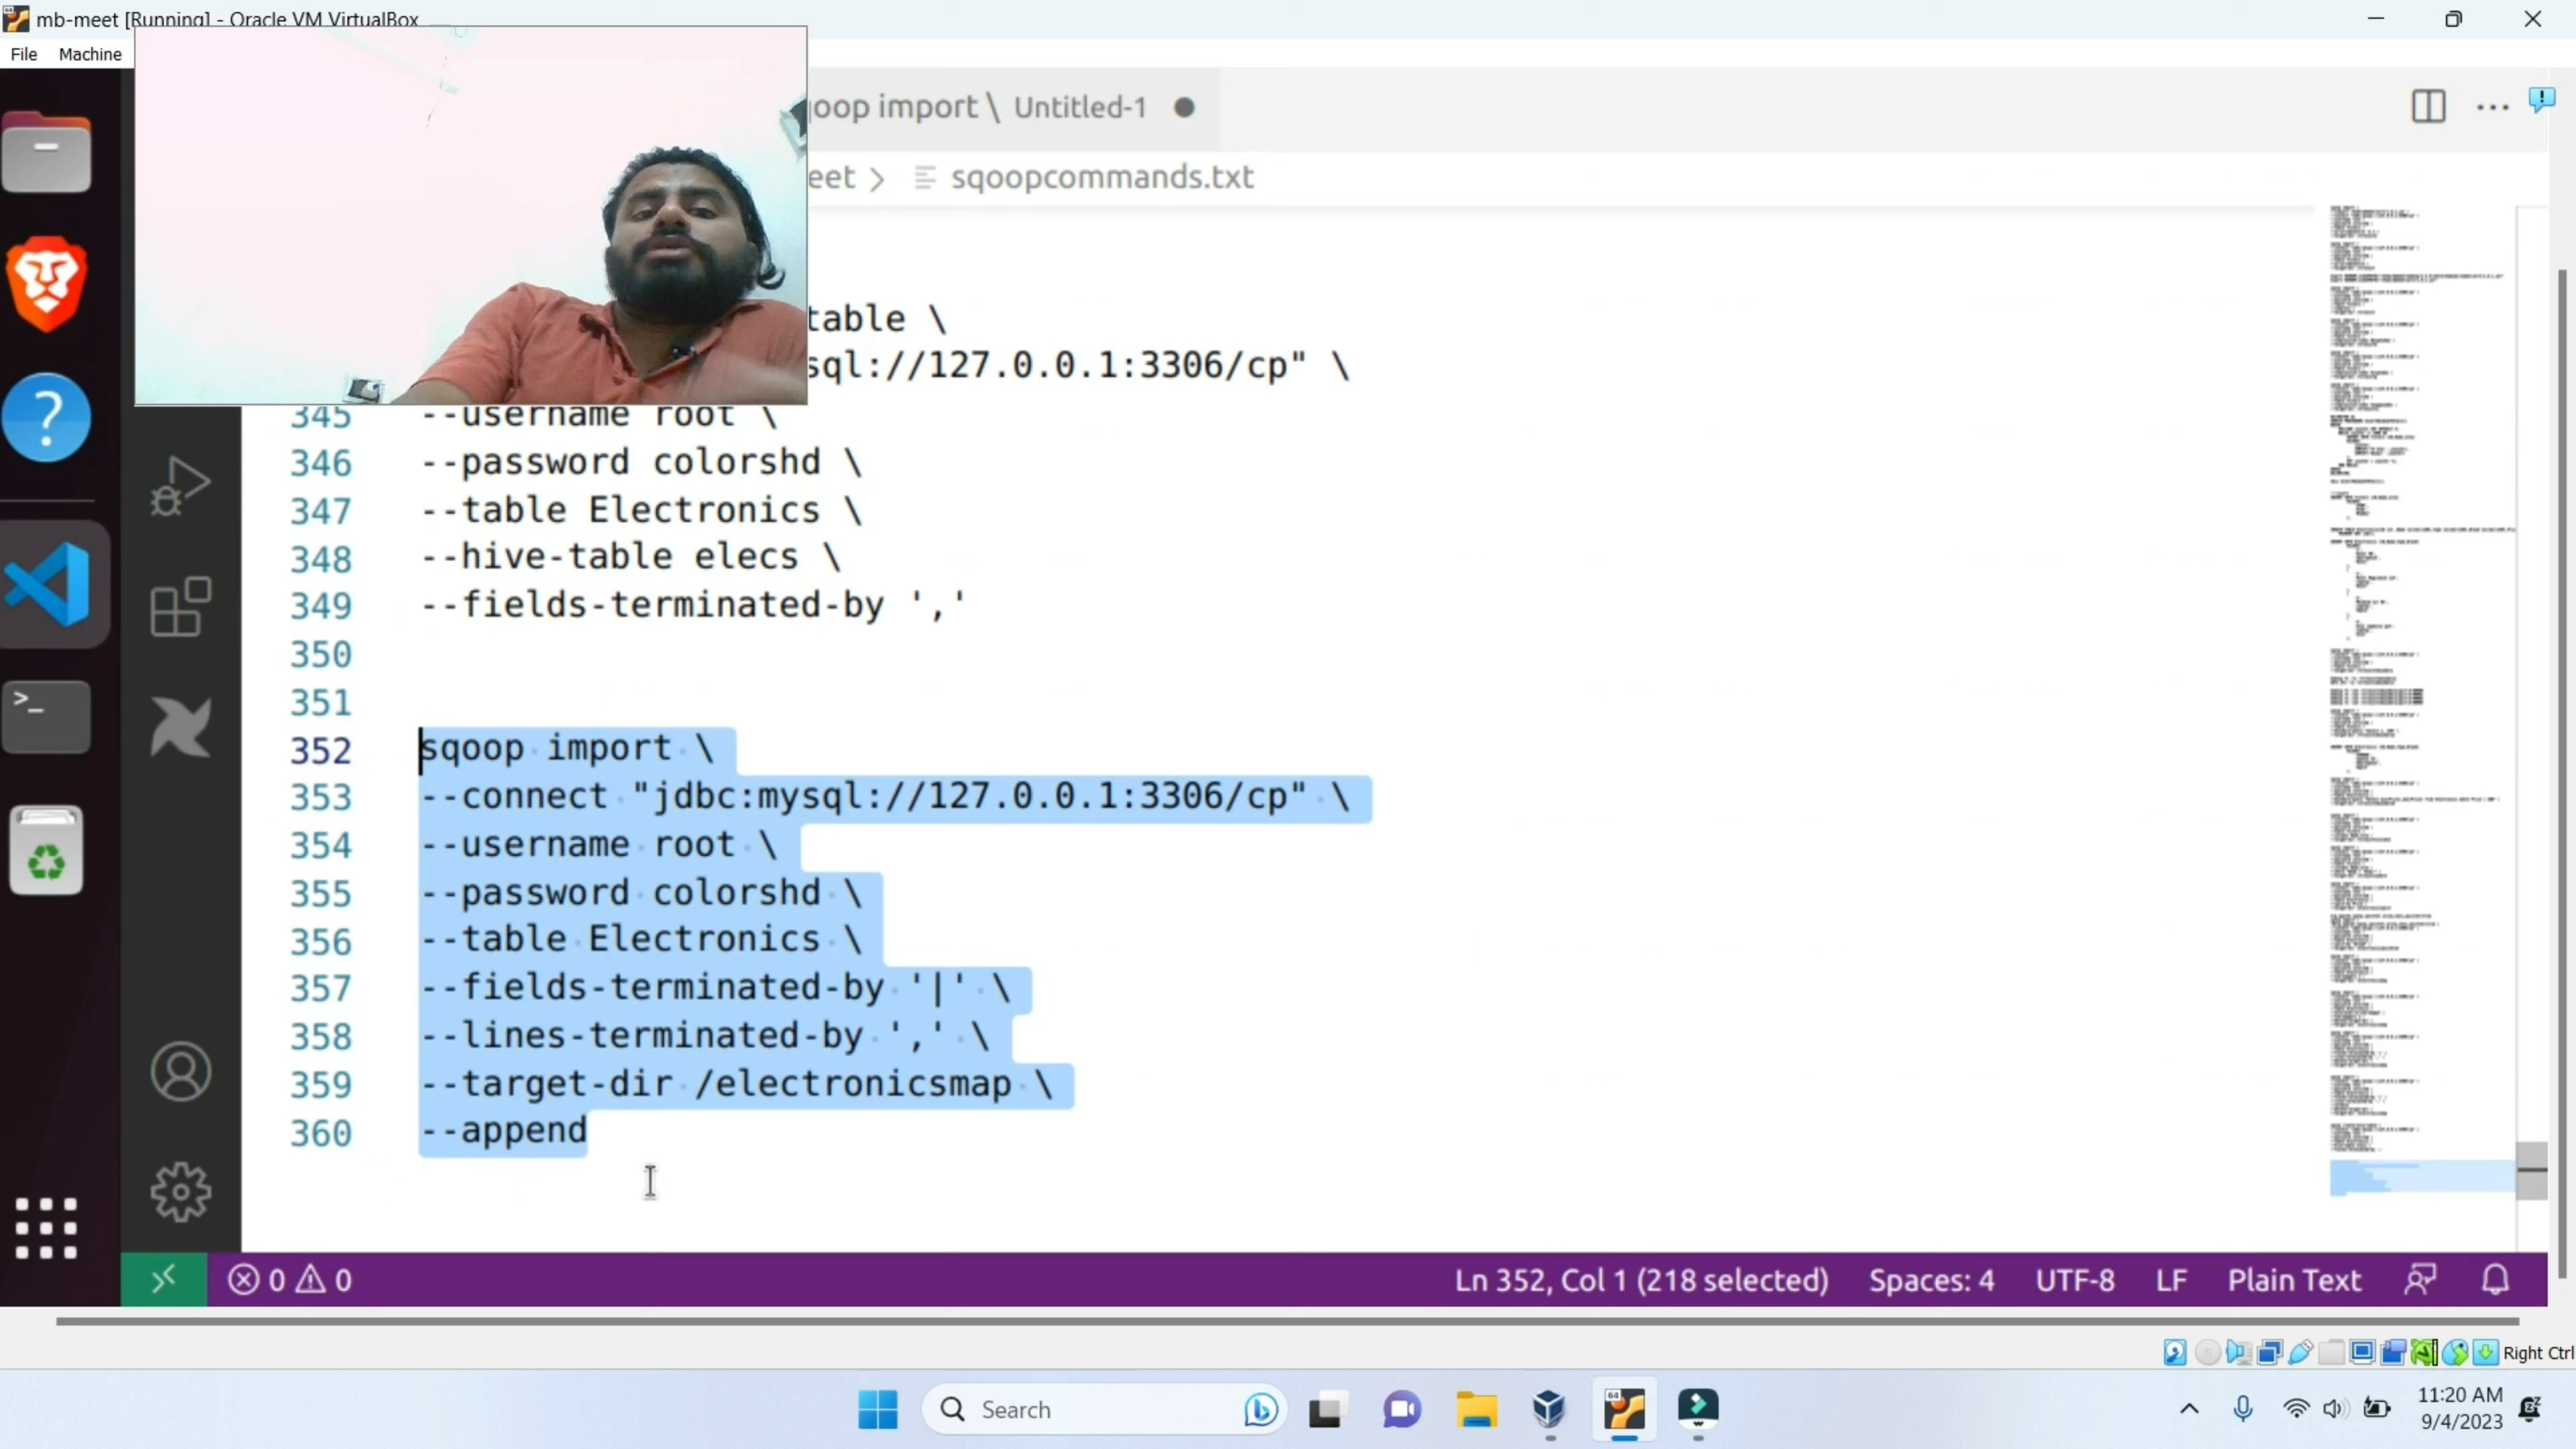 mb-meet [Running] - Oracle VM VirtualBox
File Machine
oop import \ Untitled-1
eet > sqoopcommands.txt
table \
sql://127.0.0.1:3306/cp" \
345 --username root \
346 --password colorshd \
347 --table Electronics \
348 --hive-table elecs \
349 --fields-terminated-by ','
350
351
352 sqoop import \
353 --connect "jdbc:mysql://127.0.0.1:3306/cp" \
354 --username root \
355 --password colorshd \
356 --table Electronics \
357 --fields-terminated-by '|' \
358 --lines-terminated-by ',' \
359 --target-dir /electronicsmap \
360 --append
0 0 Ln 352, Col 1 (218 selected) Spaces: 4 UTF-8 LF Plain Text
Right Ctrl
Search
11:20 AM
9/4/2023